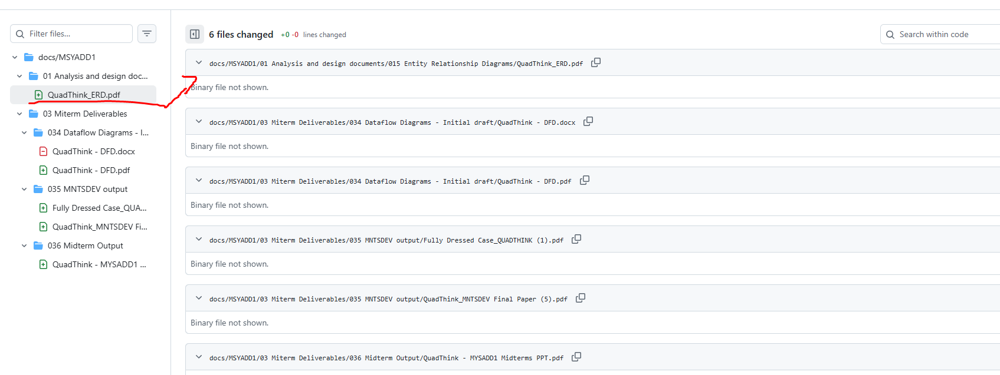 Filter files...
docs/MSYADD1
01 Analysis and design doc...
QuadThink_ERD.pdf
03 Miterm Deliverables
034 Dataflow Diagrams - I...
QuadThink - DFD.docx
QuadThink - DFD.pdf
035 MNTSDEV output
Fully Dressed Case_QUA...
QuadThink_MNTSDEV Fi...
036 Midterm Output
QuadThink - MYSADD1 ...
6 files changed +0 -0 lines changed
Search within code
docs/MSYADD1/01 Analysis and design documents/015 Entity Relationship Diagrams/QuadThink_ERD.pdf
Binary file not shown.
docs/MSYADD1/03 Miterm Deliverables/034 Dataflow Diagrams - Initial draft/QuadThink - DFD.docx
Binary file not shown.
docs/MSYADD1/03 Miterm Deliverables/034 Dataflow Diagrams - Initial draft/QuadThink - DFD.pdf
Binary file not shown.
docs/MSYADD1/03 Miterm Deliverables/035 MNTSDEV output/Fully Dressed Case_QUADTHINK (1).pdf
Binary file not shown.
docs/MSYADD1/03 Miterm Deliverables/035 MNTSDEV output/QuadThink_MNTSDEV Final Paper (5).pdf
Binary file not shown.
docs/MSYADD1/03 Miterm Deliverables/036 Midterm Output/QuadThink - MYSADD1 Midterms PPT.pdf